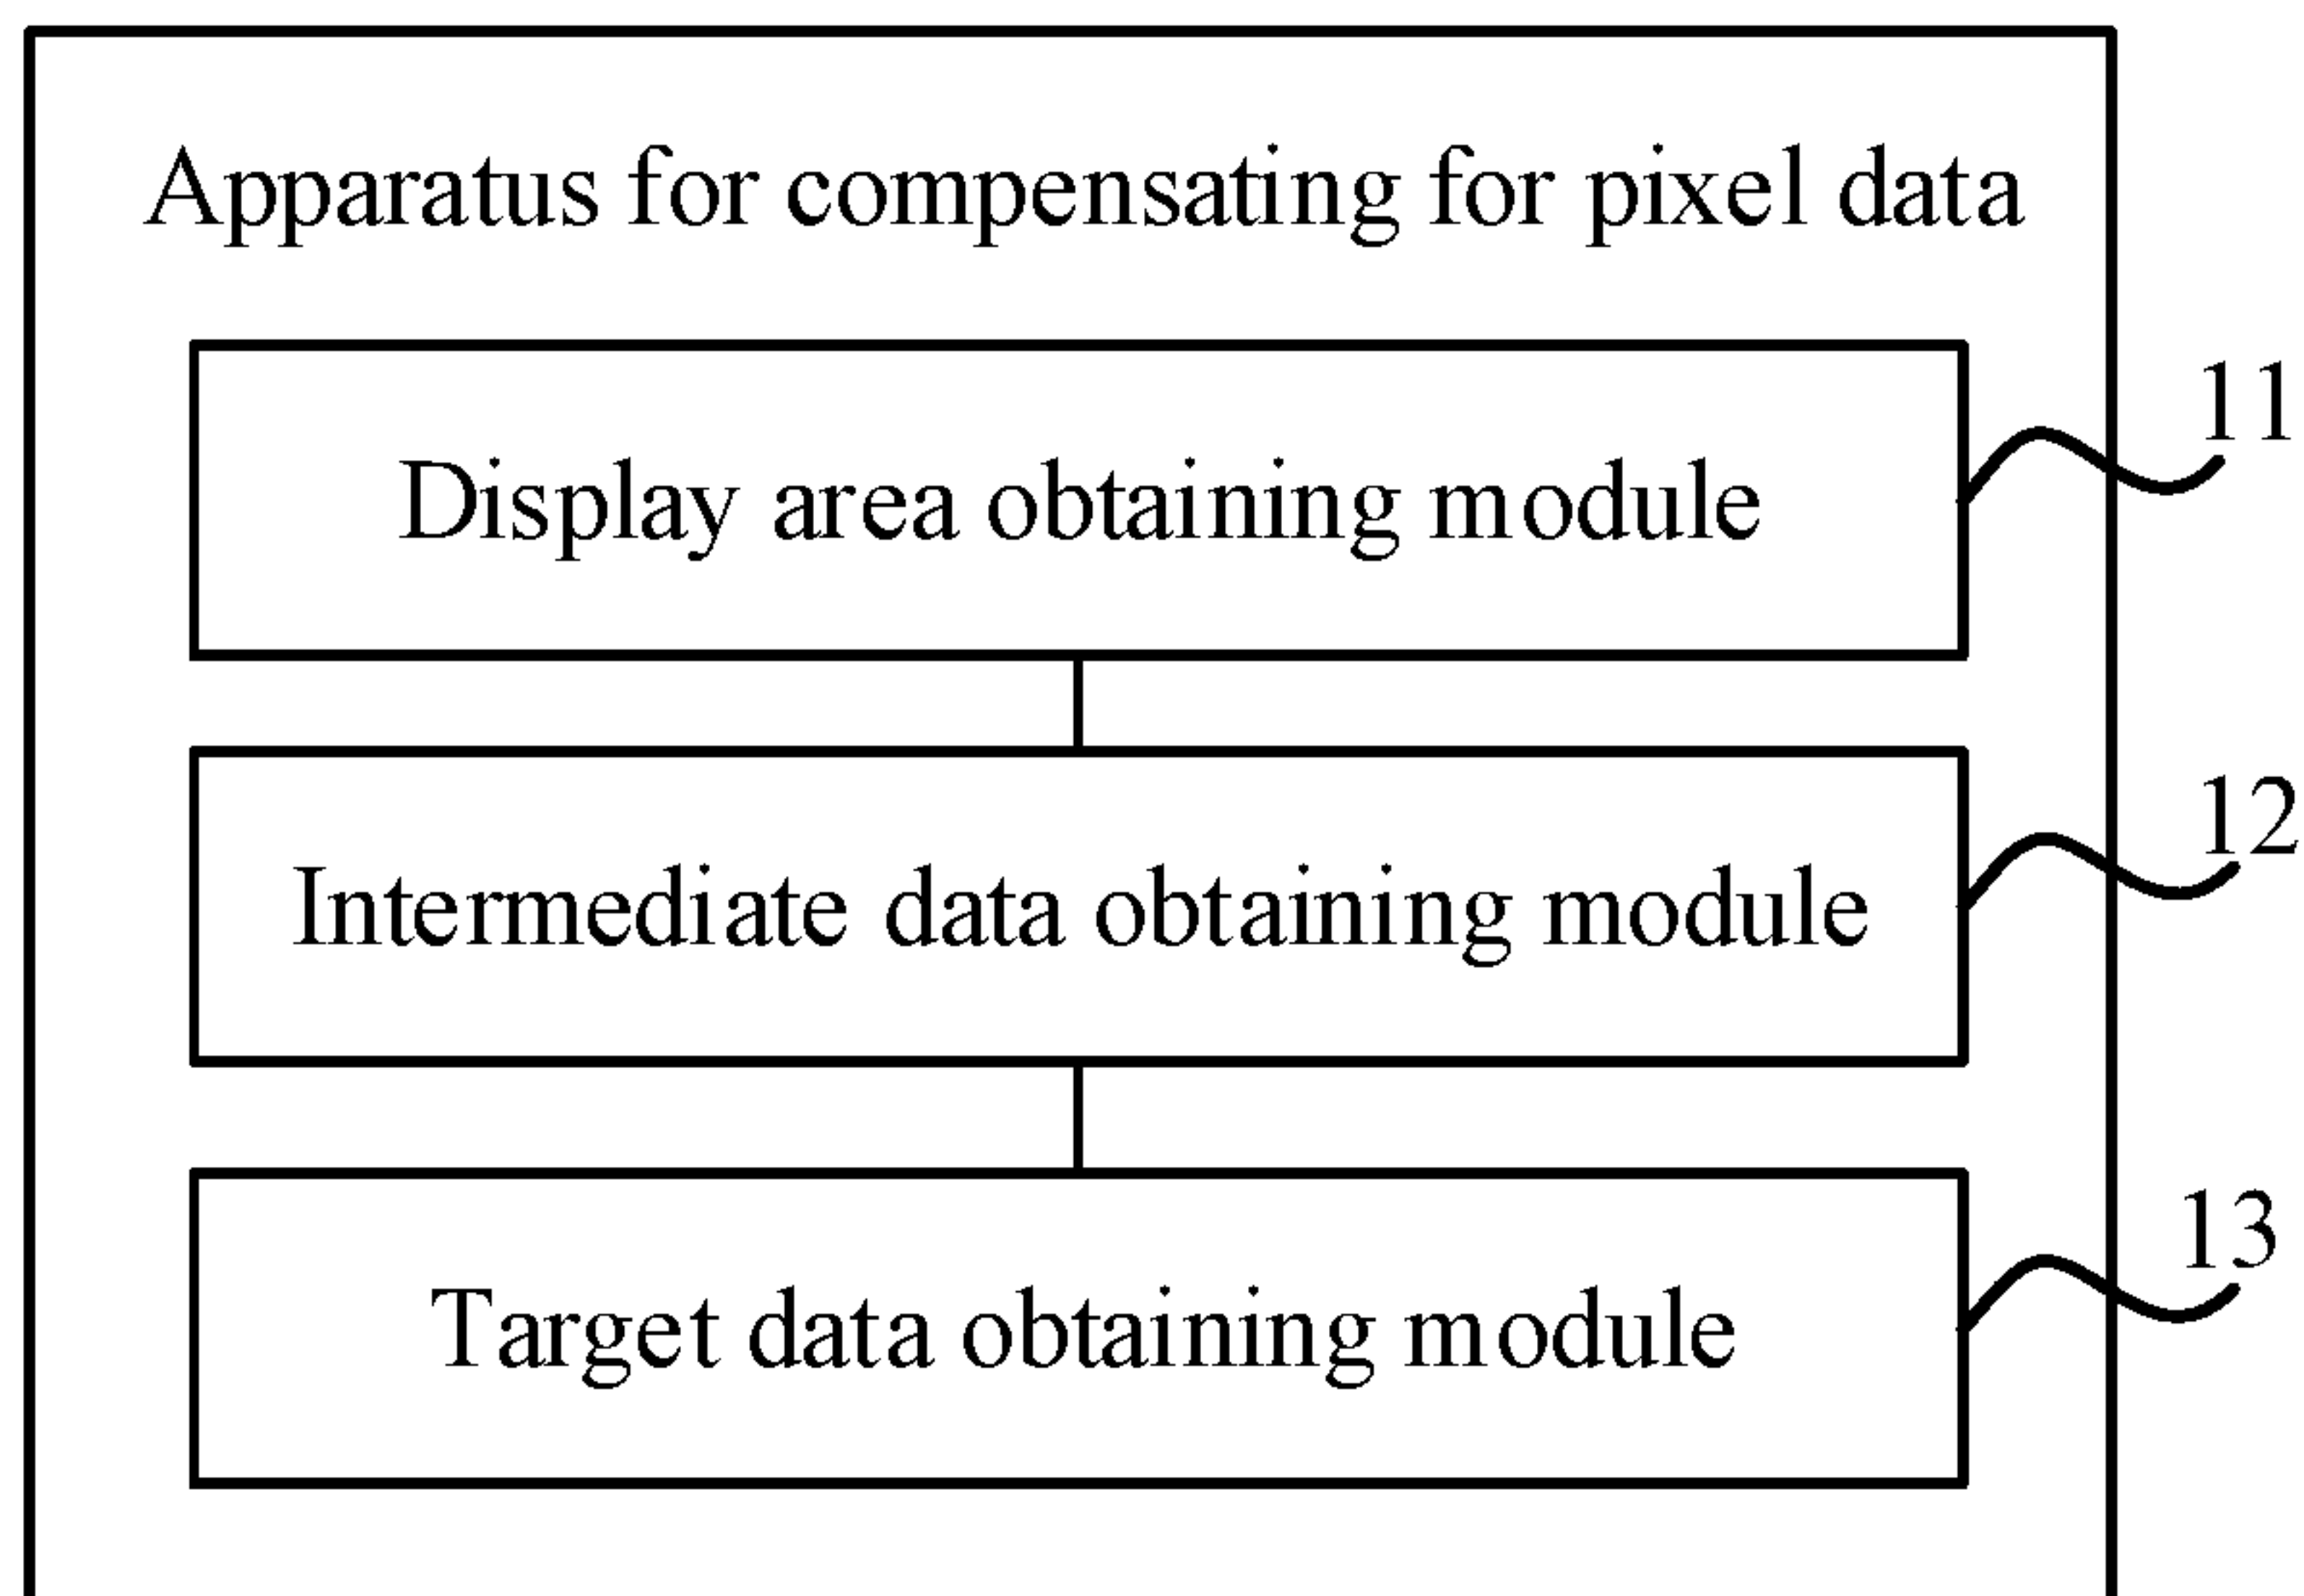 Apparatus for compensating for pixel data
11
Display area obtaining module
12
Intermediate data obtaining module
13
Target data obtaining module